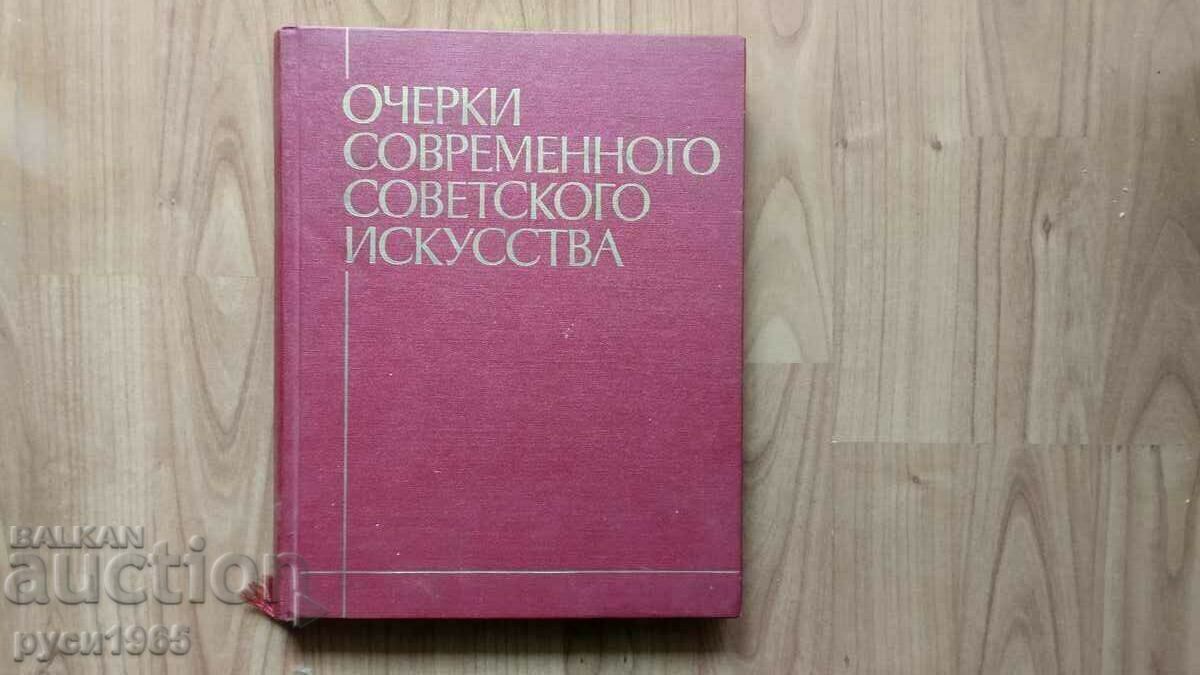 ОЧЕРКИ
СОВРЕМЕННОГО
СОВЕТСКОГО
ИСКУССТВА
BALKAN
auction
руси1965